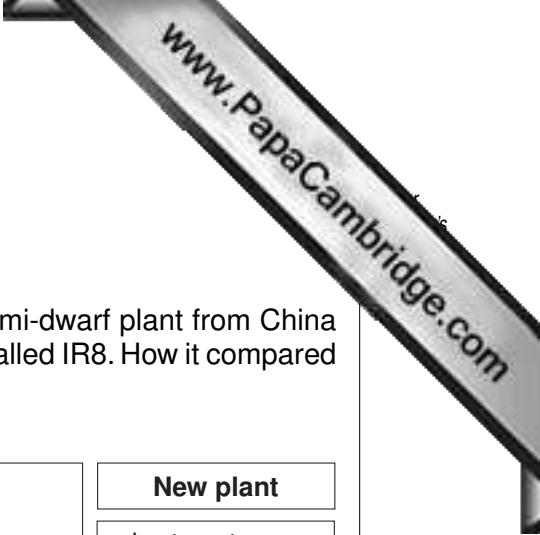 www.PapaCambridge.com
mi-dwarf plant from China
alled IR8. How it compared
New plant